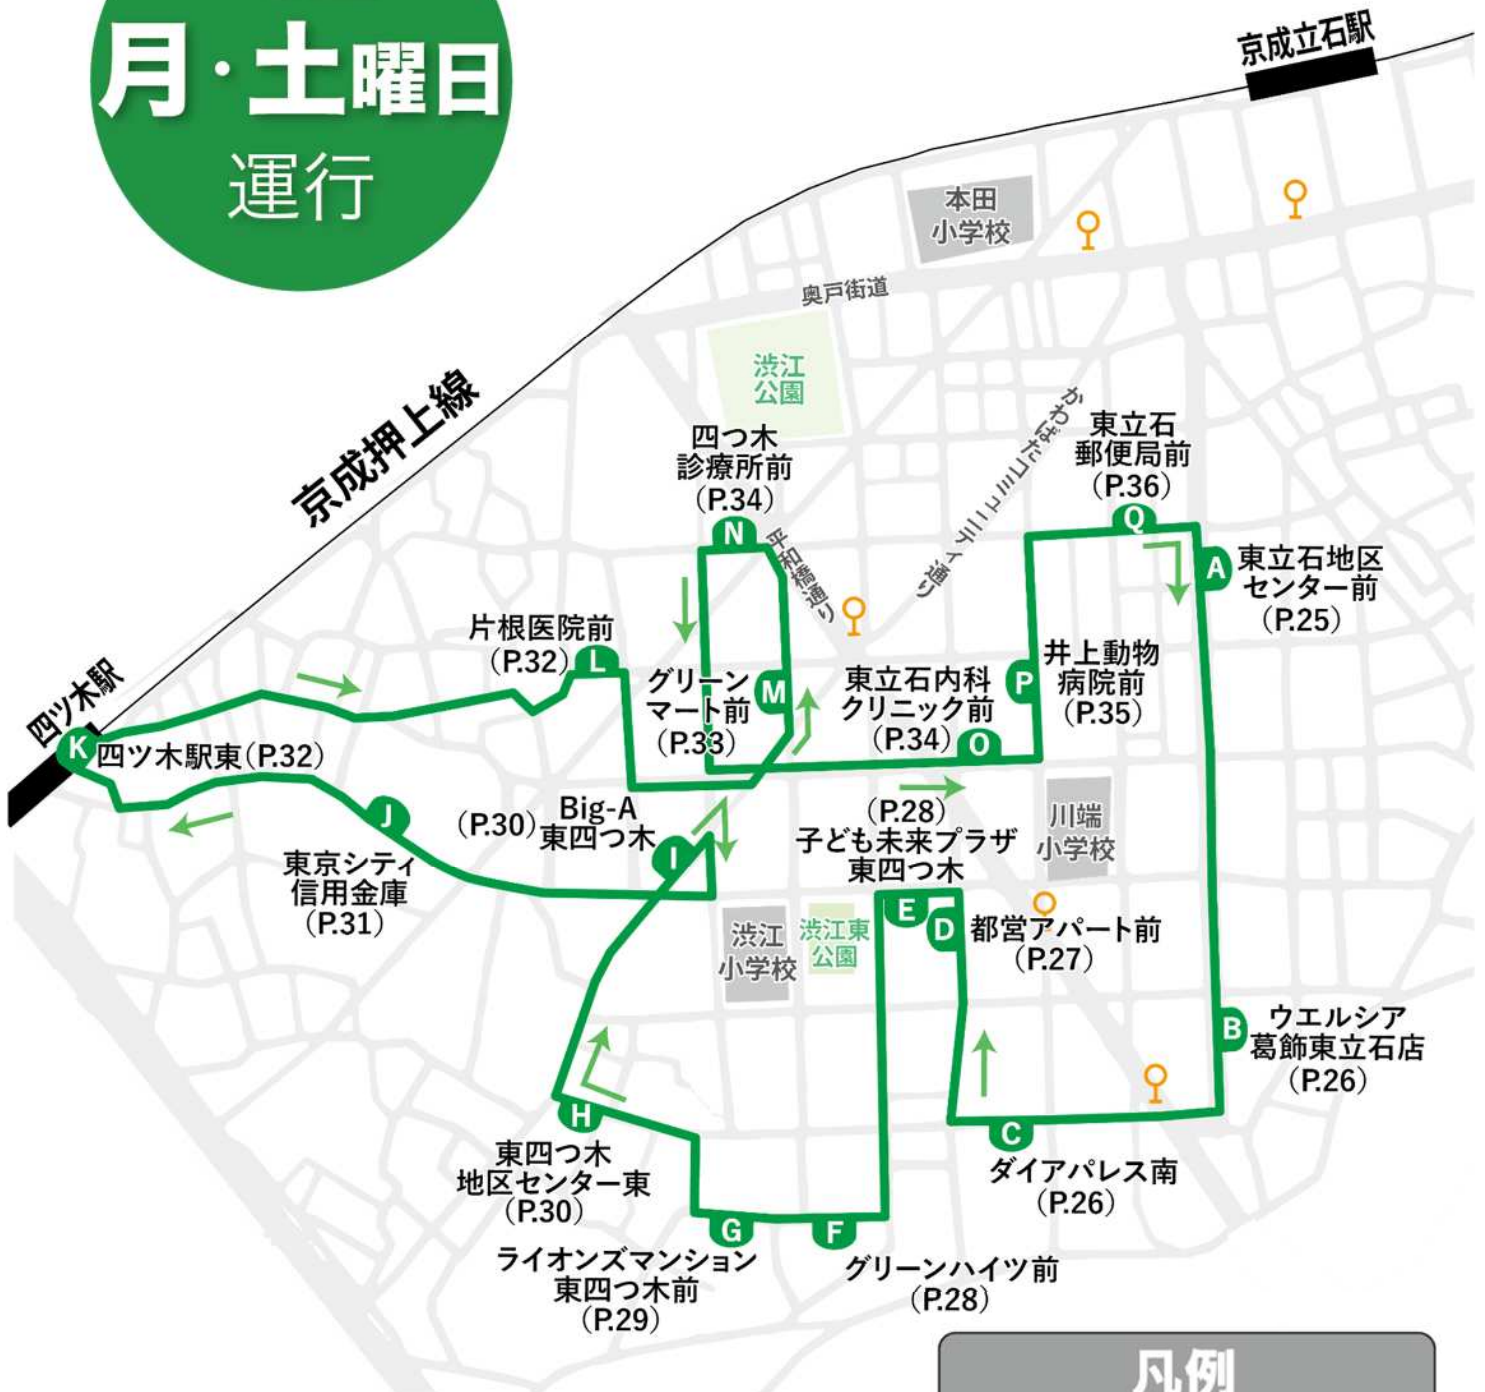 月・土曜日
運行
京成立石駅
本田
小学校
奥戸街道
渋江
公園
京成押上線
かわばたコミュニティ通り
東立石
郵便局前
(P.36)
四つ木
診療所前
(P.34)
Q
N
平和橋通り
A
東立石地区
センター前
(P.25)
片根医院前
(P.32)
L
グリーン
マート前
(P.33)
M
東立石内科
クリニック前
(P.34)
O
P
井上動物
病院前
(P.35)
四ツ木駅
K
四ツ木駅東(P.32)
J
東京シティ
信用金庫
(P.31)
(P.30)
Big-A
東四つ木
I
(P.28)
子ども未来プラザ
東四つ木
川端
小学校
E
D
都営アパート前
(P.27)
渋江
小学校
渋江東
公園
B
ウエルシア
葛飾東立石店
(P.26)
H
東四つ木
地区センター東
(P.30)
C
ダイアパレス南
(P.26)
G
ライオンズマンション
東四つ木前
(P.29)
F
グリーンハイツ前
(P.28)
凡例